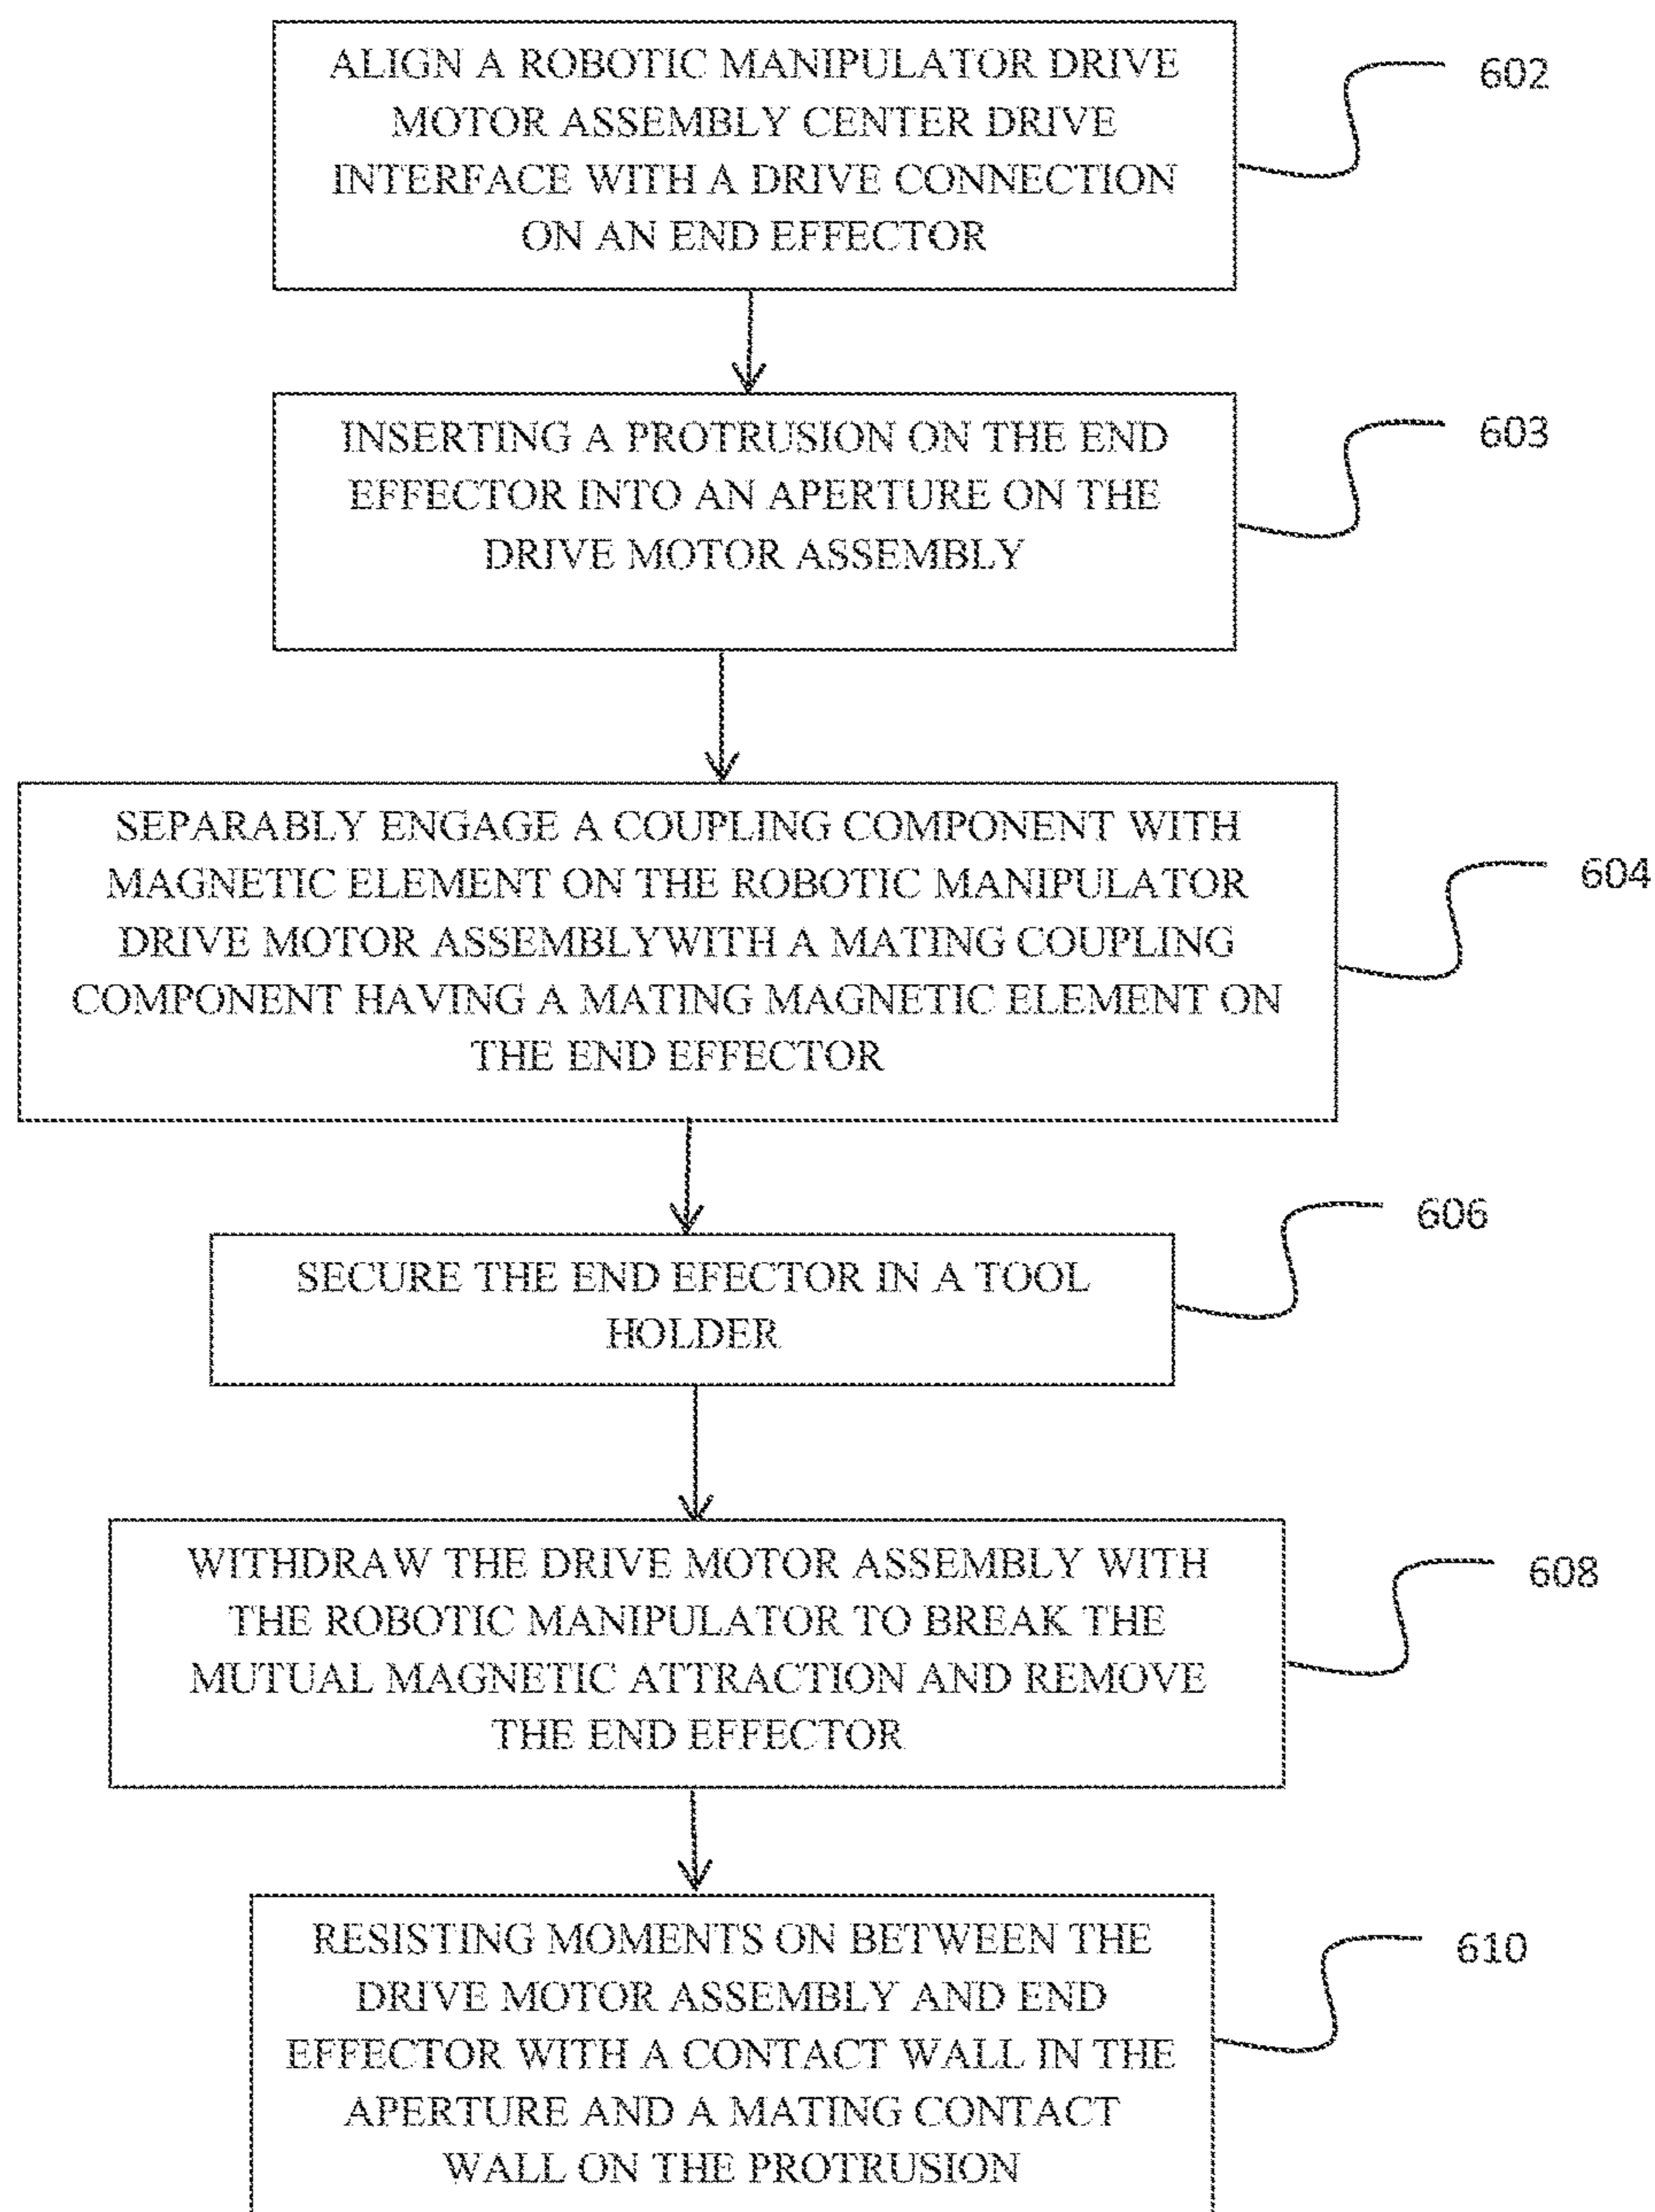 ALIGN A ROBOTIC MANIPULATOR DRIVE
MOTOR ASSEMBLY CENTER DRIVE
INTERFACE WITH A DRIVE CONNECTION
ON AN END EFFECTOR
602
INSERTING A PROTRUSION ON THE END
EFFECTOR INTO AN APERTURE ON THE
DRIVE MOTOR ASSEMBLY
603
SEPARABLY ENGAGE A COUPLING COMPONENT WITH
MAGNETIC ELEMENT ON THE ROBOTIC MANIPULATOR
DRIVE MOTOR ASSEMBLYWITH A MATING COUPLING
COMPONENT HAVING A MATING MAGNETIC ELEMENT ON
THE END EFFECTOR
604
SECURE THE END EFECTOR IN A TOOL
HOLDER
606
WITHDRAW THE DRIVE MOTOR ASSEMBLY WITH
THE ROBOTIC MANIPULATOR TO BREAK THE
MUTUAL MAGNETIC ATTRACTION AND REMOVE
THE END EFFECTOR
608
RESISTING MOMENTS ON BETWEEN THE
DRIVE MOTOR ASSEMBLY AND END
EFFECTOR WITH A CONTACT WALL IN THE
APERTURE AND A MATING CONTACT
WALL ON THE PROTRUSION
610